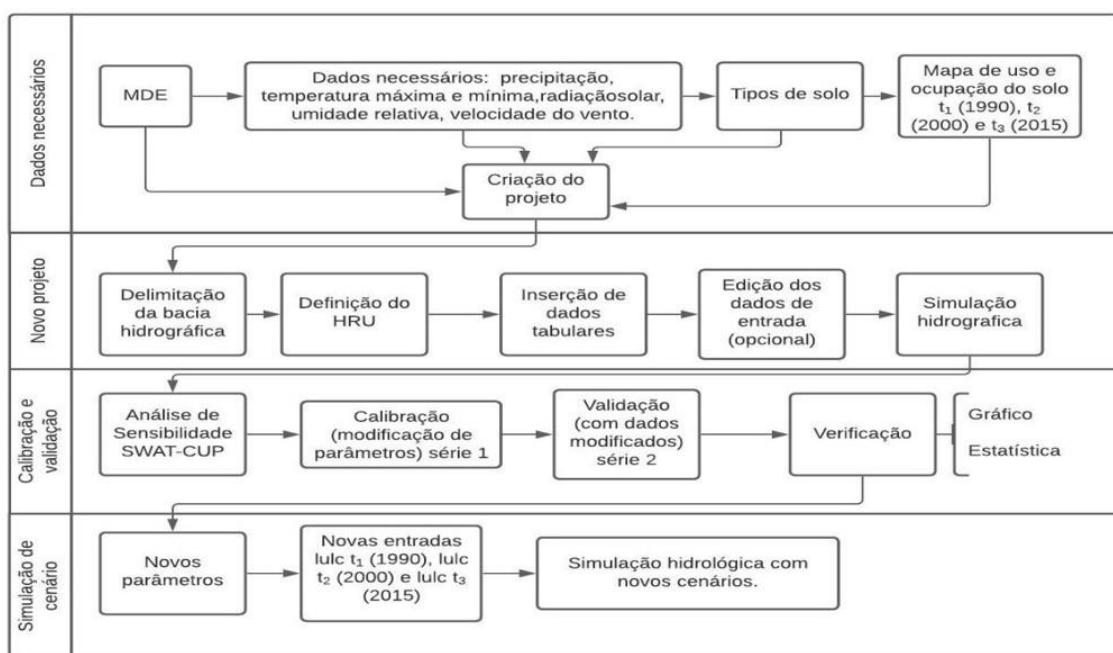 Dados necessários
MDE
Dados necessários: precipitação,
temperatura máxima e mínima,radiaçãosolar,
umidade relativa, velocidade do vento.
Tipos de solo
Mapa de uso e
ocupação do solo
t₁ (1990), t₂
(2000) e t₃ (2015)
Criação do
projeto
Novo projeto
Delimitação
da bacia
hidrográfica
Definição do
HRU
Inserção de
dados
tabulares
Edição dos
dados de
entrada
(opcional)
Simulação
hidrografica
Calibração e
validação
Análise de
Sensibilidade
SWAT-CUP
Calibração
(modificação de
parâmetros) série 1
Validação
(com dados
modificados)
série 2
Verificação
Gráfico
Estatística
Simulação de
cenário
Novos
parâmetros
Novas entradas
lulc t₁ (1990), lulc
t₂ (2000) e lulc t₃
(2015)
Simulação hidrológica com
novos cenários.